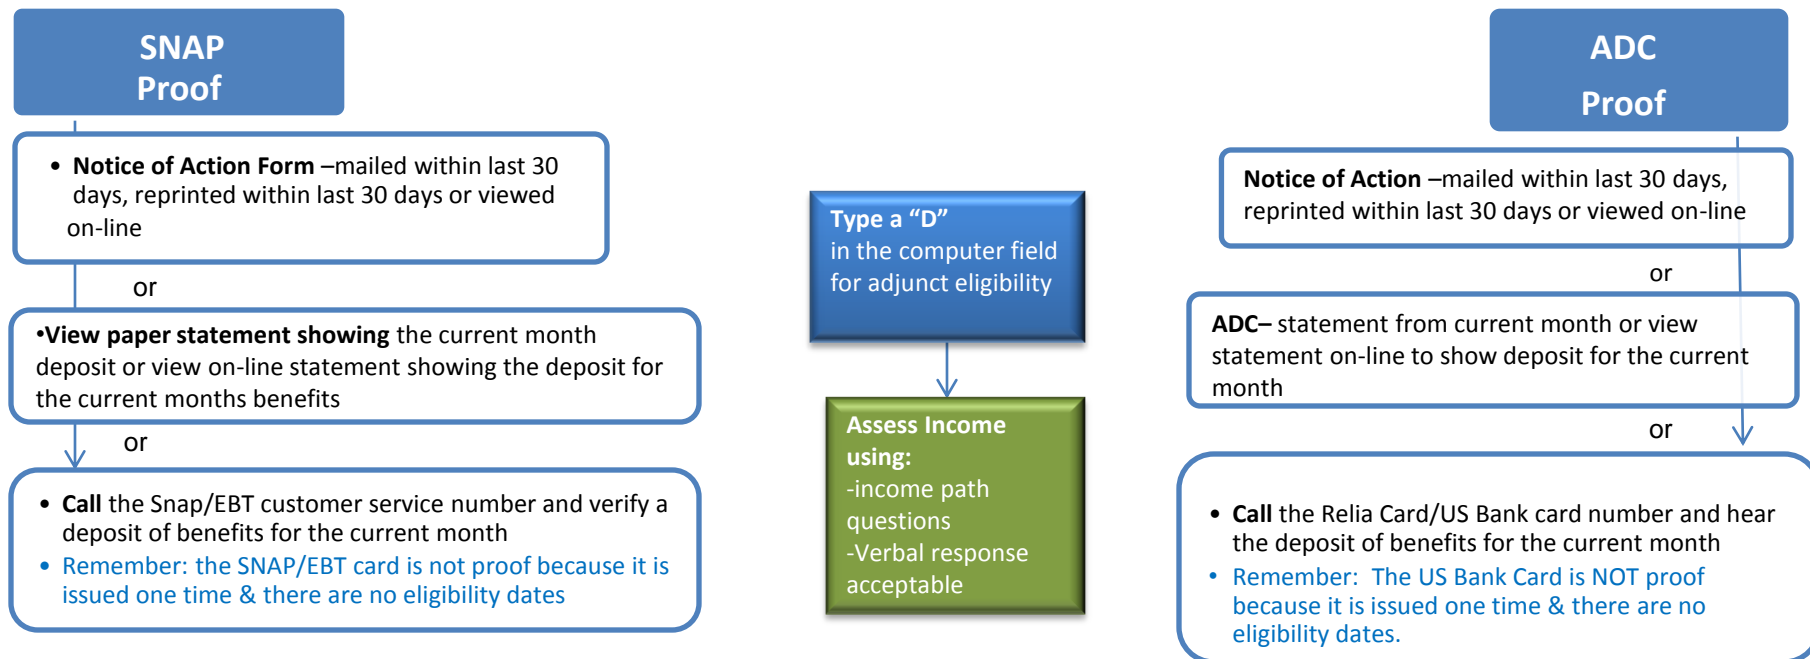 SNAP
Proof
• Notice of Action Form –mailed within last 30
days, reprinted within last 30 days or viewed
on-line
or
•View paper statement showing the current month
deposit or view on-line statement showing the deposit for
the current months benefits
or
• Call the Snap/EBT customer service number and verify a
deposit of benefits for the current month
• Remember: the SNAP/EBT card is not proof because it is
issued one time & there are no eligibility dates
Type a “D”
in the computer field
for adjunct eligibility
Assess Income
using:
-income path
questions
-Verbal response
acceptable
ADC
Proof
Notice of Action –mailed within last 30 days,
reprinted within last 30 days or viewed on-line
or
ADC– statement from current month or view
statement on-line to show deposit for the current
month
or
• Call the Relia Card/US Bank card number and hear
the deposit of benefits for the current month
• Remember: The US Bank Card is NOT proof
because it is issued one time & there are no
eligibility dates.